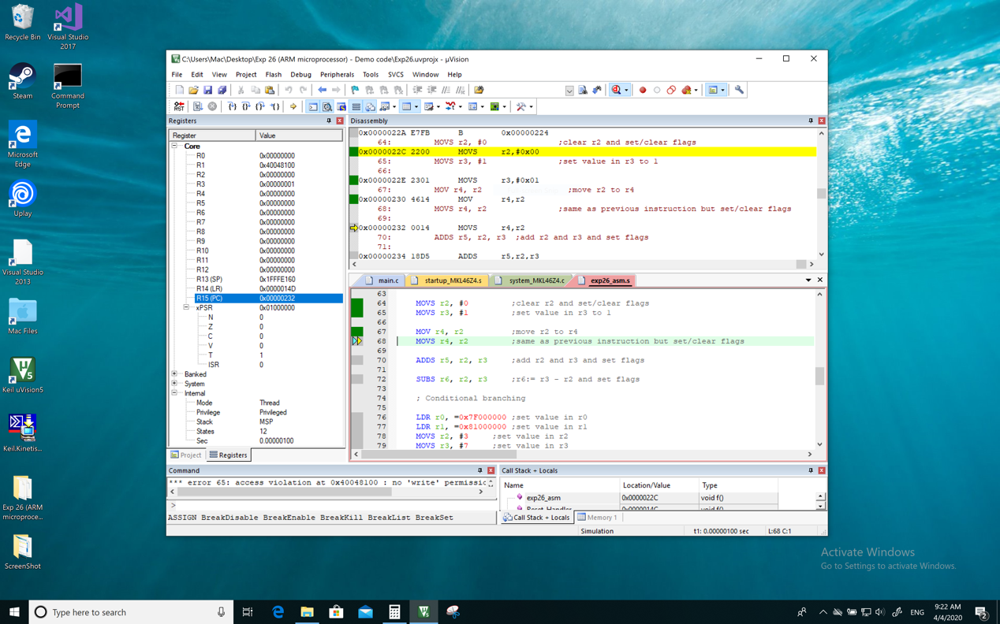 Recycle Bin
Visual Studio
2017
Steam
Command
Prompt
Microsoft
Edge
Uplay
Visual Studio
2013
Mac Files
Keil uVision5
Keil.Kinetis...
Exp 26 (ARM
microproce...
ScreenShot
C:\Users\Mac\Desktop\Exp 26 (ARM microprocessor) - Demo code\Exp26.uvprojx - µVision
File Edit View Project Flash Debug Peripherals Tools SVCS Window Help
RST
Registers
Register Value
Core
R0 0x00000000
R1 0x40048100
R2 0x00000000
R3 0x00000001
R4 0x00000000
R5 0x00000000
R6 0x00000000
R7 0x00000000
R8 0x00000000
R9 0x00000000
R10 0x00000000
R11 0x00000000
R12 0x00000000
R13 (SP) 0x1FFFE160
R14 (LR) 0x0000014D
R15 (PC) 0x00000232
xPSR 0x01000000
N 0
Z 0
C 0
V 0
T 1
ISR 0
Banked
System
Internal
Mode Thread
Privilege Privileged
Stack MSP
States 12
Sec 0.00000100
Project Registers
Disassembly
0x0000022A E7FB B 0x00000224
64: MOVS r2, #0 ;clear r2 and set/clear flags
0x0000022C 2200 MOVS r2,#0x00
65: MOVS r3, #1 ;set value in r3 to 1
66:
0x0000022E 2301 MOVS r3,#0x01
67: MOV r4, r2 ;move r2 to r4
0x00000230 4614 MOV r4,r2
68: MOVS r4, r2 ;same as previous instruction but set/clear flags
69:
0x00000232 0014 MOVS r4,r2
70: ADDS r5, r2, r3 ;add r2 and r3 and set flags
71:
0x00000234 18D5 ADDS r5,r2,r3
main.c startup_MKL46Z4.s system_MKL46Z4.c exp26_asm.s
63
64 MOVS r2, #0 ;clear r2 and set/clear flags
65 MOVS r3, #1 ;set value in r3 to 1
66
67 MOV r4, r2 ;move r2 to r4
68 MOVS r4, r2 ;same as previous instruction but set/clear flags
69
70 ADDS r5, r2, r3 ;add r2 and r3 and set flags
71
72 SUBS r6, r2, r3 ;r6:= r3 - r2 and set flags
73
74 ; Conditional branching
75
76 LDR r0, =0x7F000000 ;set value in r0
77 LDR r1, =0x81000000 ;set value in r1
78 MOVS r2, #3 ;set value in r2
79 MOVS r3, #7 ;set value in r3
Command
*** error 65: access violation at 0x40048100 : no 'write' permissio
>
ASSIGN BreakDisable BreakEnable BreakKill BreakList BreakSet
Call Stack + Locals
Name Location/Value Type
exp26_asm 0x0000022C void f()
Reset_Handler 0x0000014C void f()
Call Stack + Locals Memory 1
Simulation t1: 0.00000100 sec L:68 C:1
Activate Windows
Go to Settings to activate Windows.
Type here to search
ENG
9:22 AM
4/4/2020
2